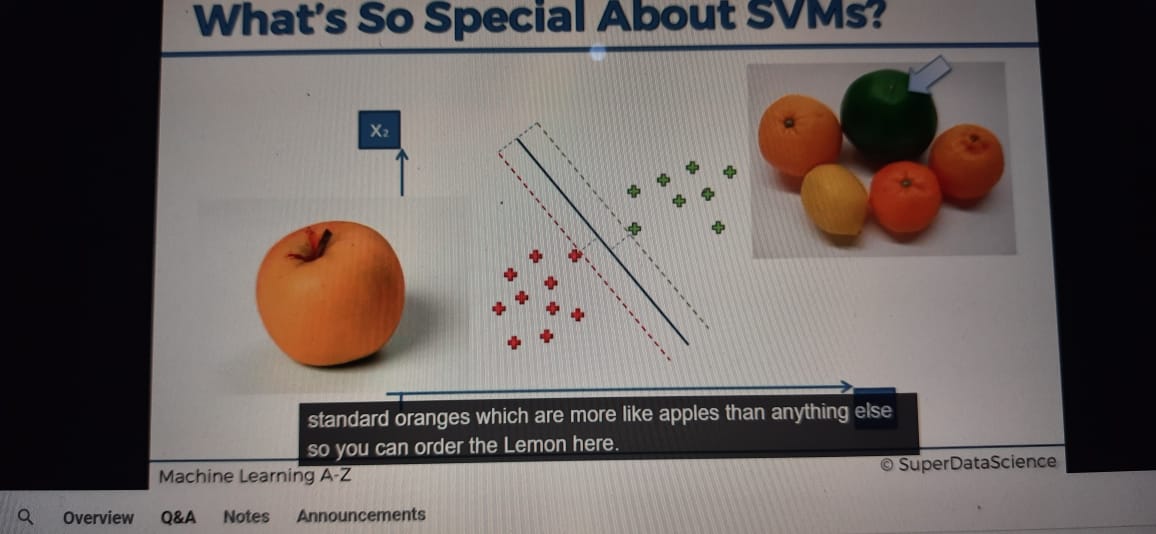 What's So Special About SVMs?
X2
standard oranges which are more like apples than anything else
so you can order the Lemon here.
© SuperDataScience
Machine Learning A-Z
Overview Q&A Notes Announcements